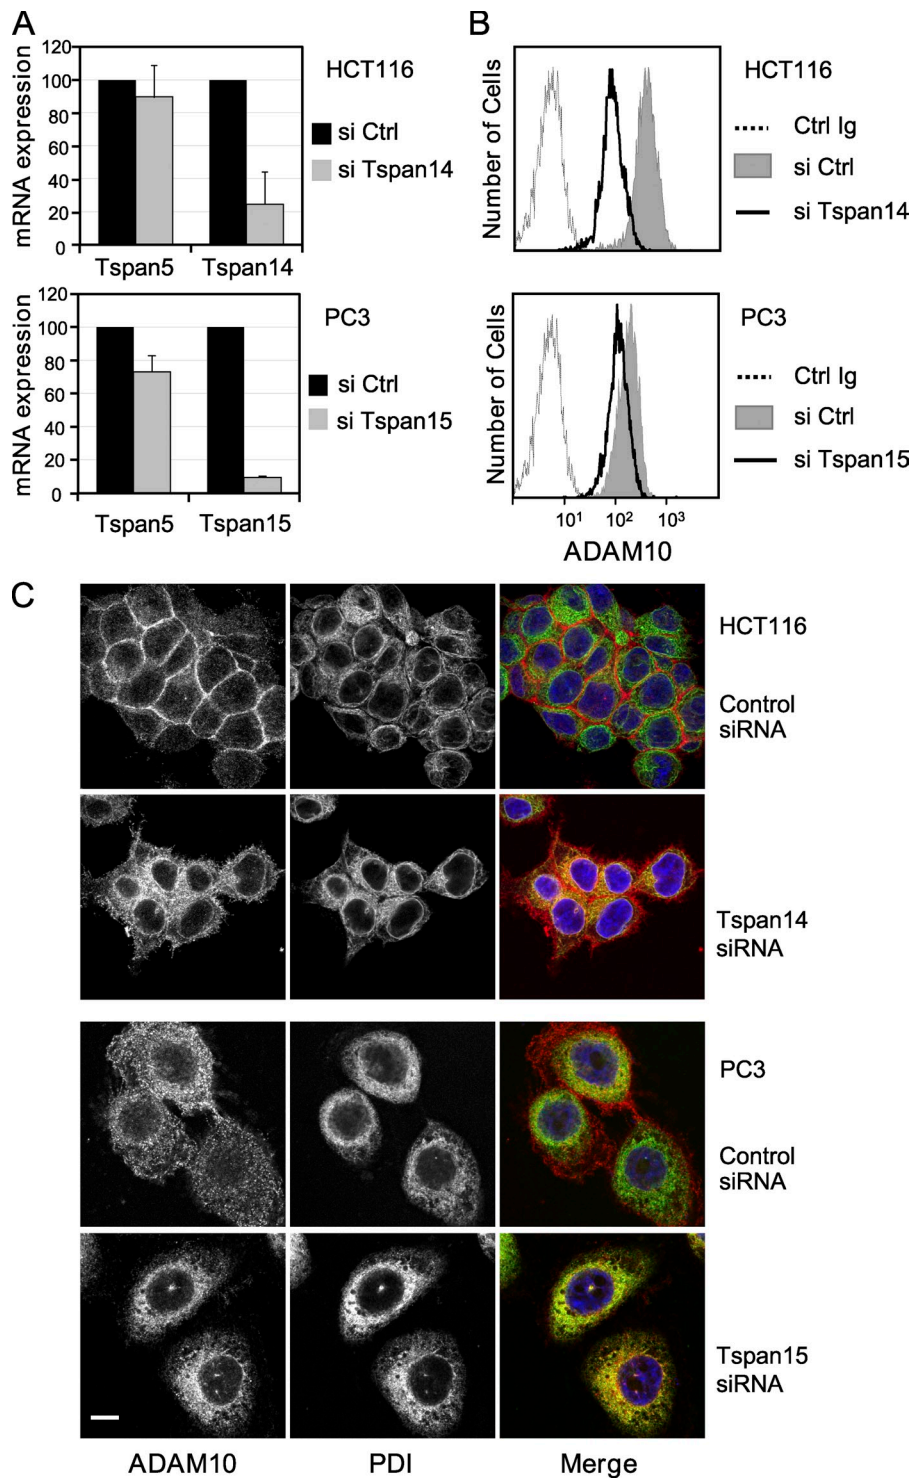 A
mRNA expression
120
100
80
60
40
20
0
Tspan5 Tspan14
HCT116
si Ctrl
si Tspan14
mRNA expression
120
100
80
60
40
20
0
Tspan5 Tspan15
PC3
si Ctrl
si Tspan15
B
Number of Cells
HCT116
Ctrl Ig
si Ctrl
si Tspan14
Number of Cells
PC3
Ctrl Ig
si Ctrl
si Tspan15
10¹ 10² 10³
ADAM10
C
HCT116
Control
siRNA
Tspan14
siRNA
PC3
Control
siRNA
Tspan15
siRNA
ADAM10 PDI Merge